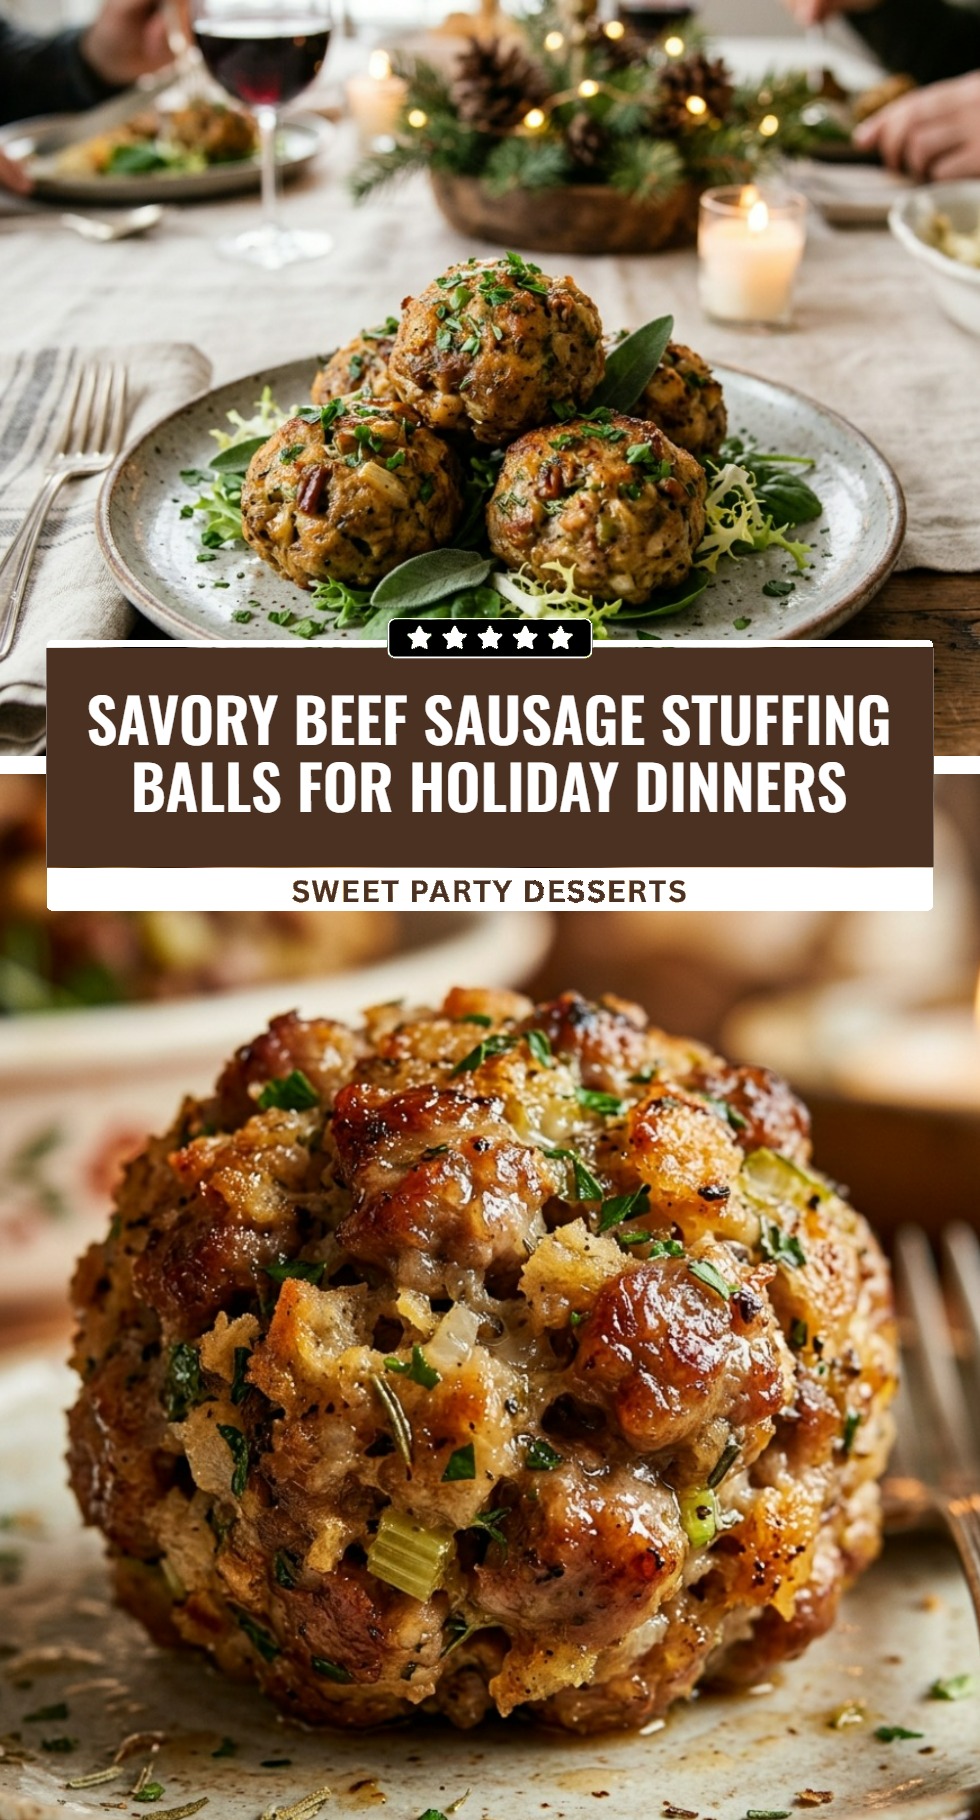 SAVORY BEEF SAUSAGE STUFFING
BALLS FOR HOLIDAY DINNERS
SWEET PARTY DESSERTS